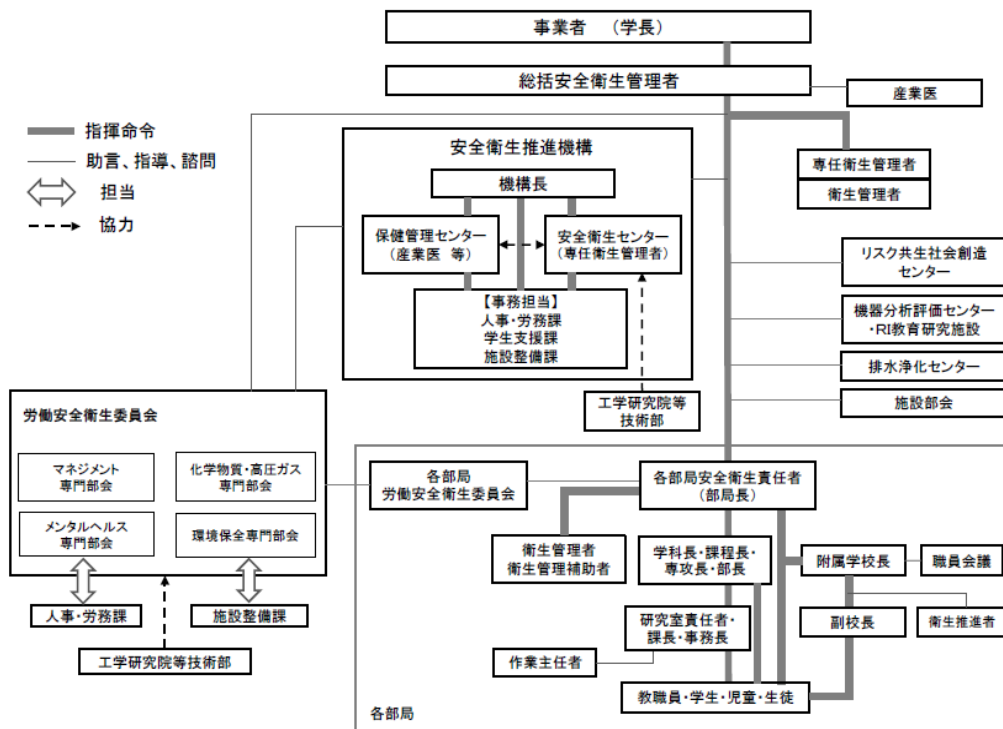 事業者　（学長）
総括安全衛生管理者
産業医
指揮命令
助言、指導、諮問
担当
協力
安全衛生推進機構
機構長
保健管理センター
（産業医 等）
安全衛生センター
（専任衛生管理者）
【事務担当】
人事・労務課
学生支援課
施設整備課
専任衛生管理者
衛生管理者
リスク共生社会創造
センター
機器分析評価センター
・RI教育研究施設
排水浄化センター
施設部会
工学研究院等
技術部
労働安全衛生委員会
マネジメント
専門部会
化学物質・高圧ガス
専門部会
メンタルヘルス
専門部会
環境保全専門部会
人事・労務課
施設整備課
工学研究院等技術部
各部局
労働安全衛生委員会
各部局安全衛生責任者
（部局長）
衛生管理者
衛生管理補助者
学科長・課程長・
専攻長・部長
附属学校長
職員会議
副校長
衛生推進者
研究室責任者・
課長・事務長
作業主任者
教職員・学生・児童・生徒
各部局